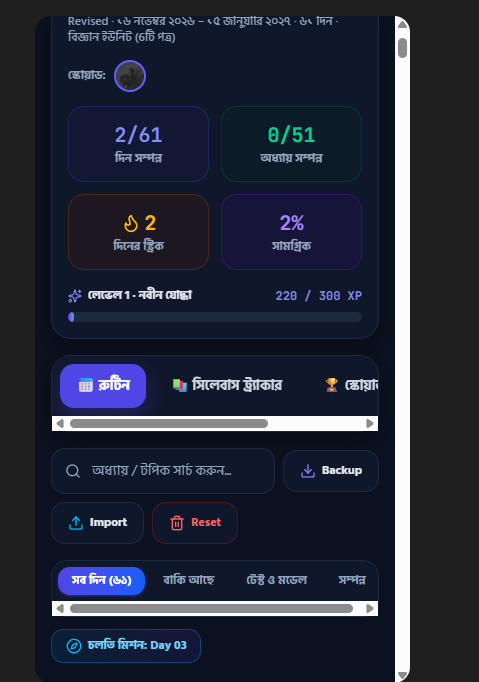 Revised · ১৬ নভেম্বর ২০২৬ – ১৫ জানুয়ারি ২০২৭ · ৬১ দিন ·
বিজ্ঞান ইউনিট (৬টি পত্র)
স্কোয়াড:
2/61
দিন সম্পন্ন
0/51
অধ্যায় সম্পন্ন
2
দিনের স্ট্রিক
2%
সামগ্রিক
লেভেল 1 · নবীন যোদ্ধা
220 / 300 XP
রুটিন
সিলেবাস ট্র্যাকার
স্কোয়াড
অধ্যায় / টপিক সার্চ করুন...
Backup
Import
Reset
সব দিন (৬১)
বাকি আছে
টেস্ট ও মডেল
সম্পন্ন
চলতি মিশন: Day 03